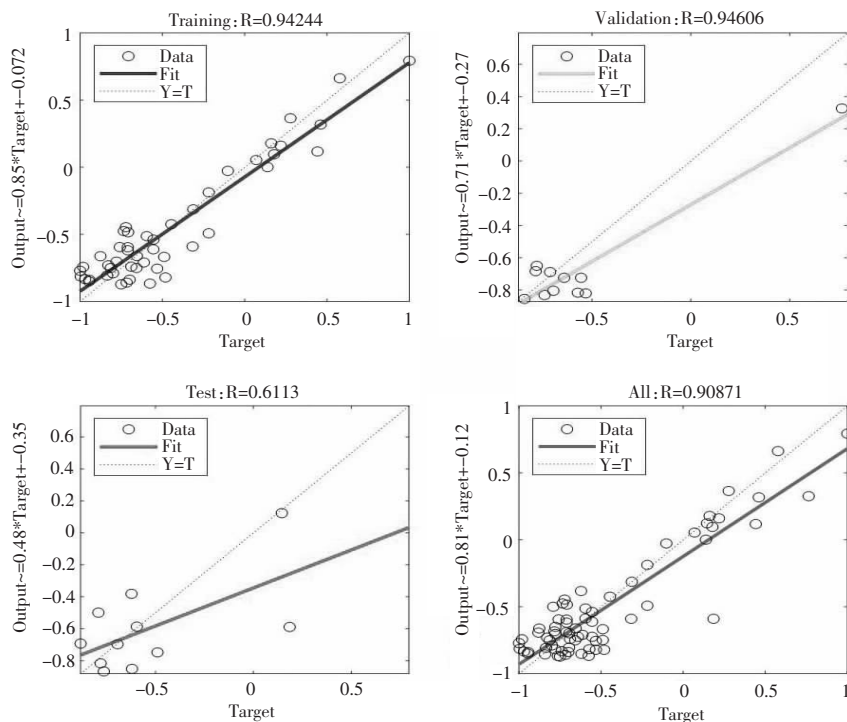 Training:R=0.94244
Output~=0.85*Target+-0.072
1
0.5
0
-0.5
-1
Data
Fit
Y=T
-1
-0.5
0
0.5
1
Target
Validation:R=0.94606
Output~=0.71*Target+-0.27
0.6
0.4
0.2
0
-0.2
-0.4
-0.6
-0.8
Data
Fit
Y=T
-0.5
0
0.5
Target
Test:R=0.6113
Output~=0.48*Target+-0.35
0.6
0.4
0.2
0
-0.2
-0.4
-0.6
-0.8
Data
Fit
Y=T
-0.5
0
0.5
Target
All:R=0.90871
Output~=0.81*Target+-0.12
1
0.5
0
-0.5
-1
Data
Fit
Y=T
-1
-0.5
0
0.5
1
Target